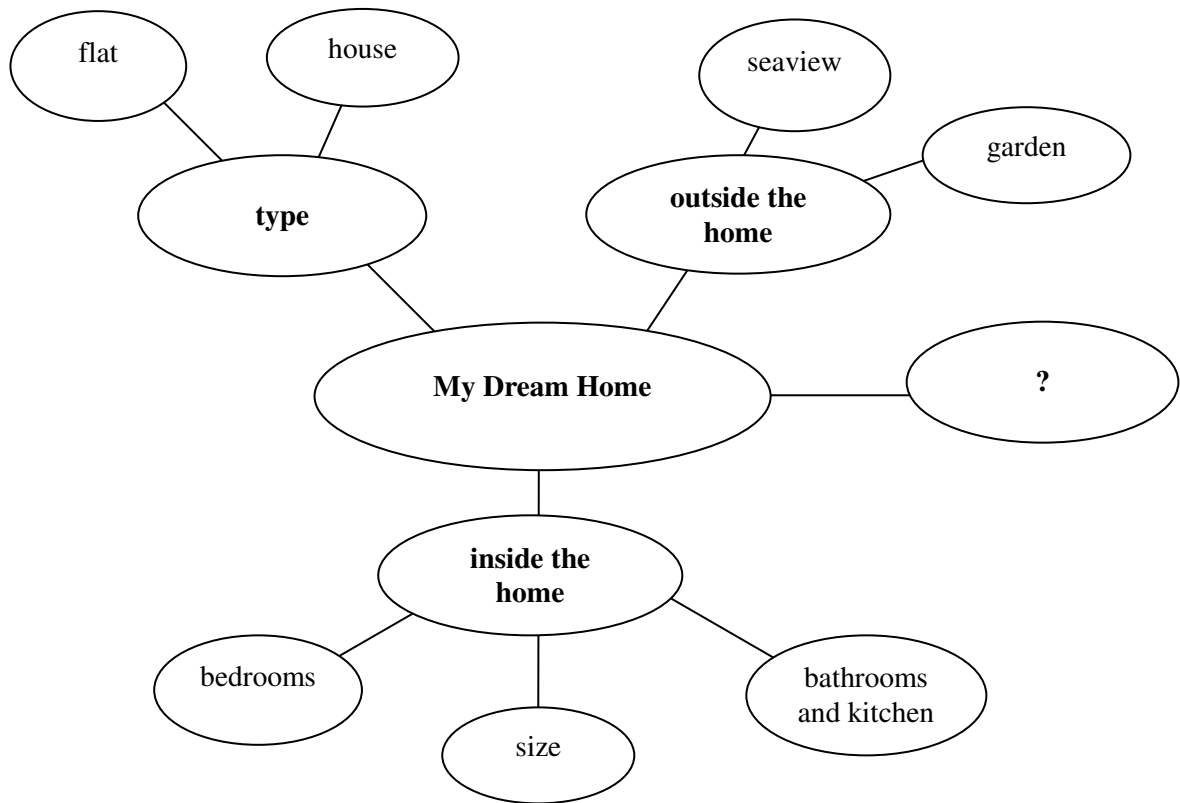 flat
house
seaview
garden
type
outside the
home
My Dream Home
?
inside the
home
bedrooms
bathrooms
and kitchen
size